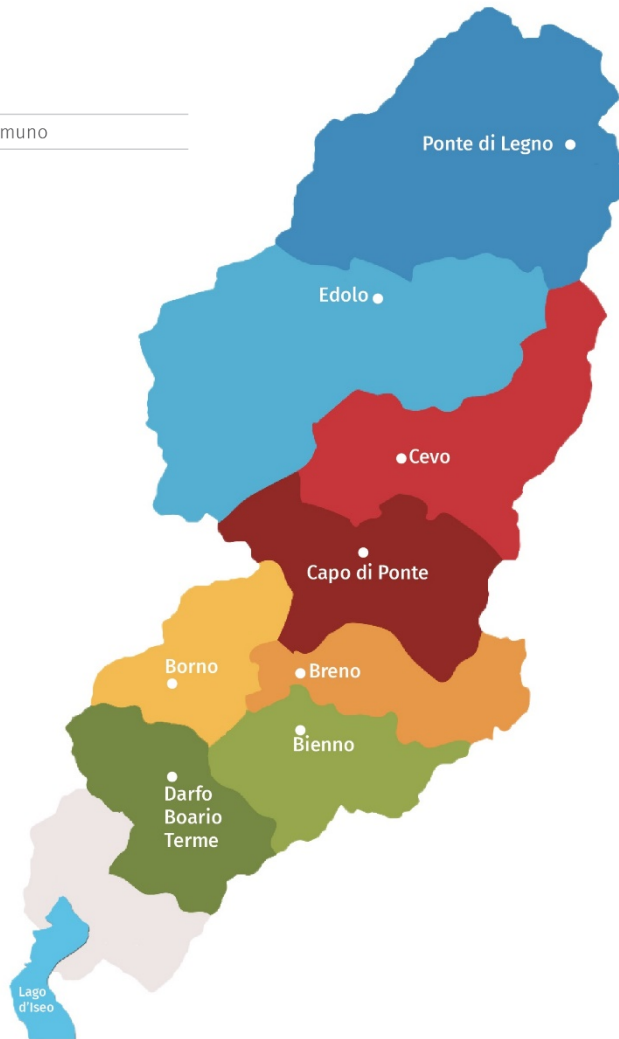 muno
Ponte di Legno
Edolo
Cevo
Capo di Ponte
Borno
Breno
Bienno
Darfo
Boario
Terme
Lago
d'Iseo